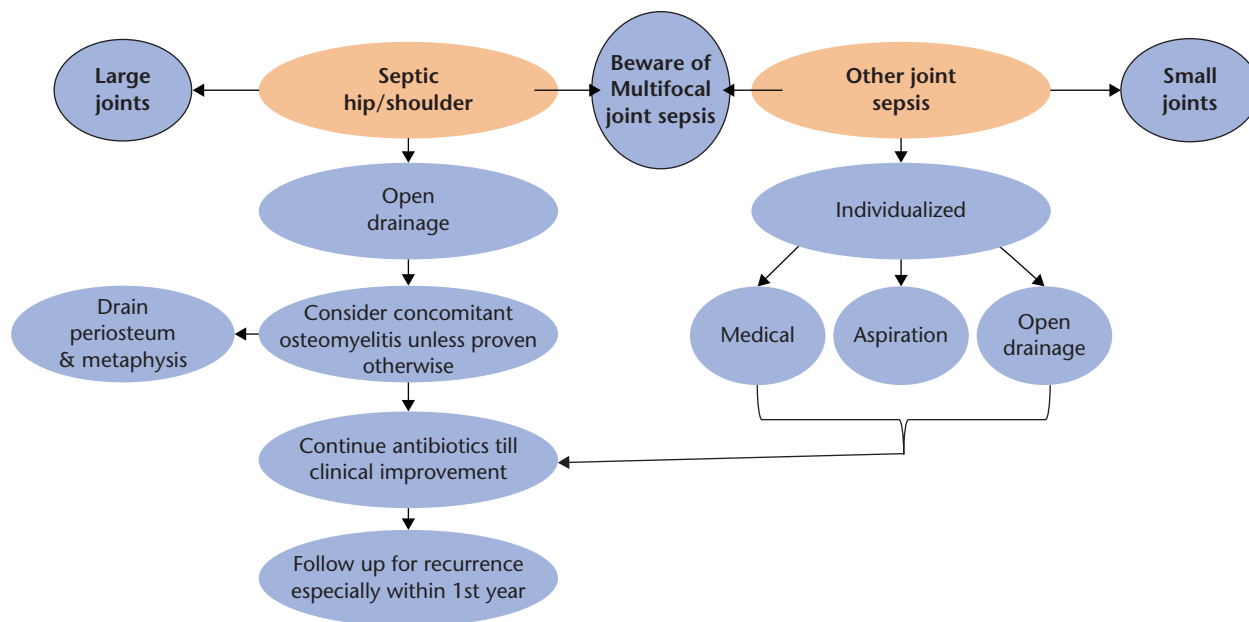 Large
joints
Septic
hip/shoulder
Beware of
Multifocal
joint sepsis
Other joint
sepsis
Small
joints
Open
drainage
Individualized
Drain
periosteum
& metaphysis
Consider concomitant
osteomyelitis unless proven
otherwise
Medical
Aspiration
Open
drainage
Continue antibiotics till
clinical improvement
Follow up for recurrence
especially within 1st year